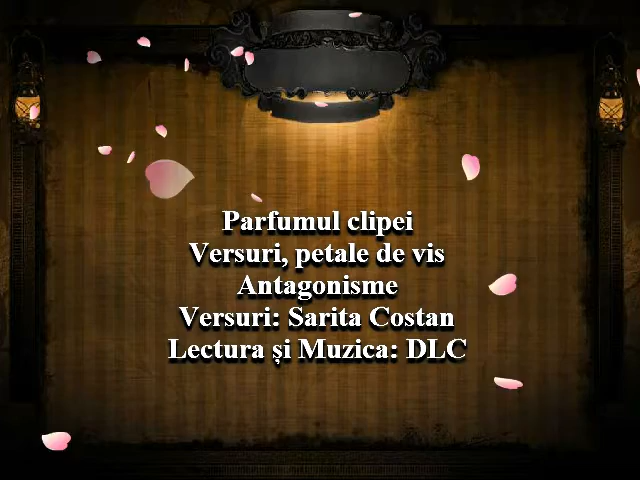 Parfumul clipei
Versuri, petale de vis
Antagonisme
Versuri: Sarita Costan
Lectura și Muzica: DLC